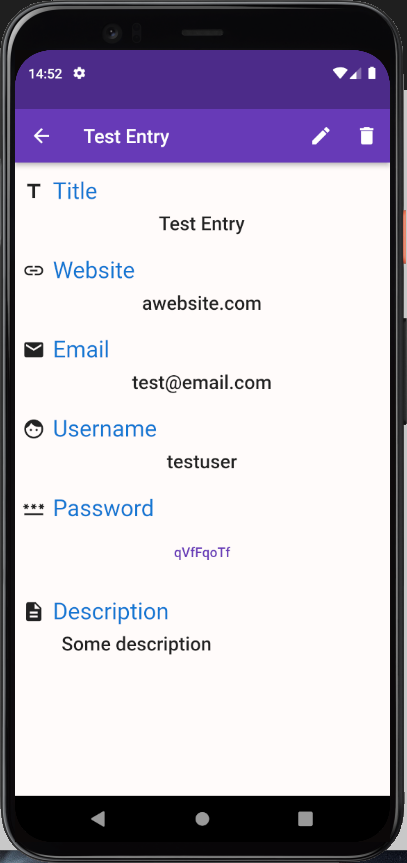 14:52
Test Entry
Title
Test Entry
Website
awebsite.com
Email
test@email.com
Username
testuser
Password
qVfFqoTf
Description
Some description